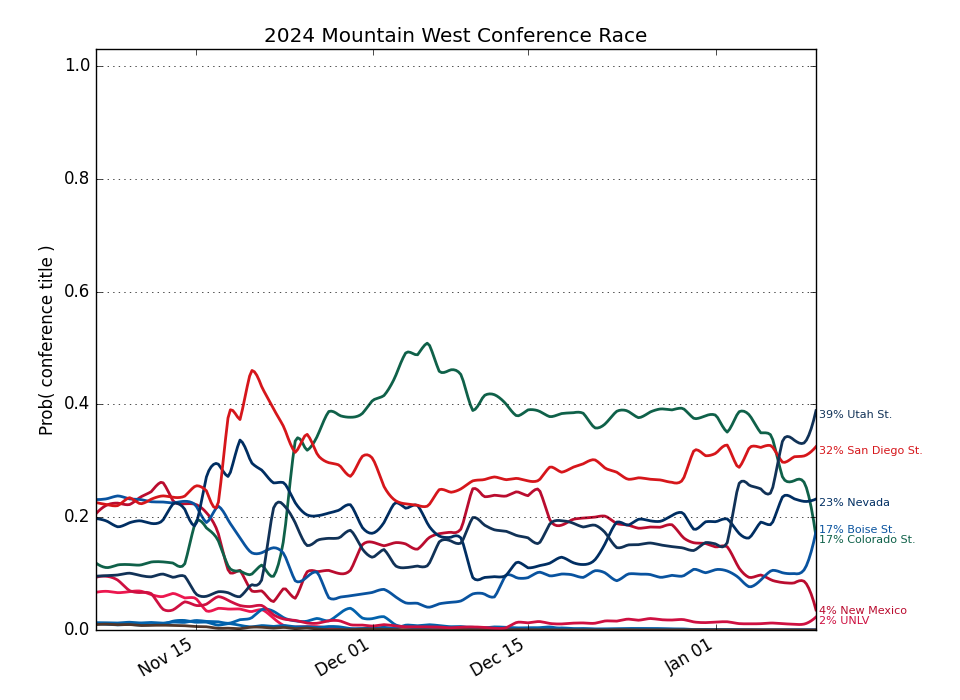 2024 Mountain West Conference Race
Prob( conference title )
1.0
0.8
0.6
0.4
0.2
0.0
Nov 15
Dec 01
Dec 15
Jan 01
39% Utah St.
32% San Diego St.
23% Nevada
17% Boise St.
17% Colorado St.
4% New Mexico
2% UNLV